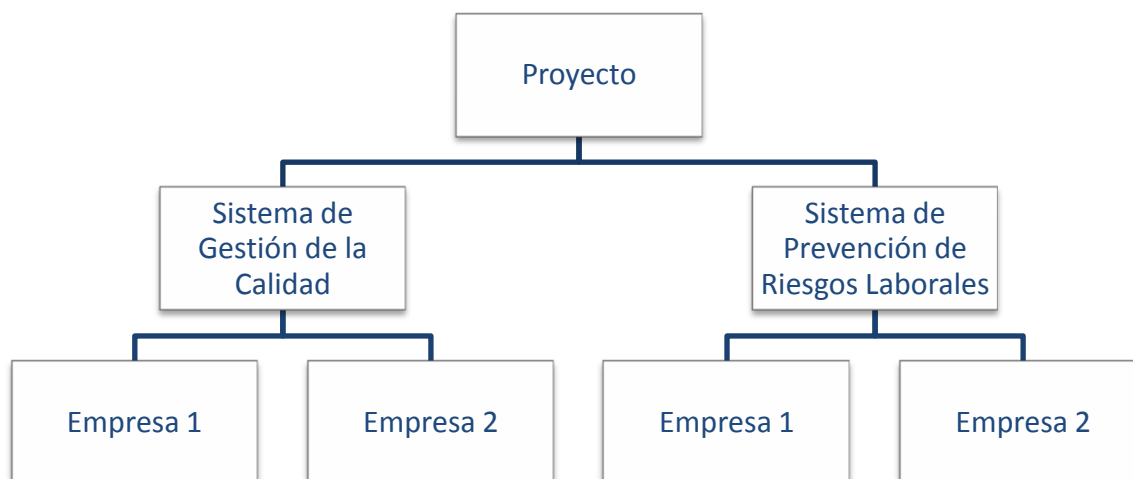 Proyecto
Sistema de
Gestión de la
Calidad
Sistema de
Prevención de
Riesgos Laborales
Empresa 1
Empresa 2
Empresa 1
Empresa 2